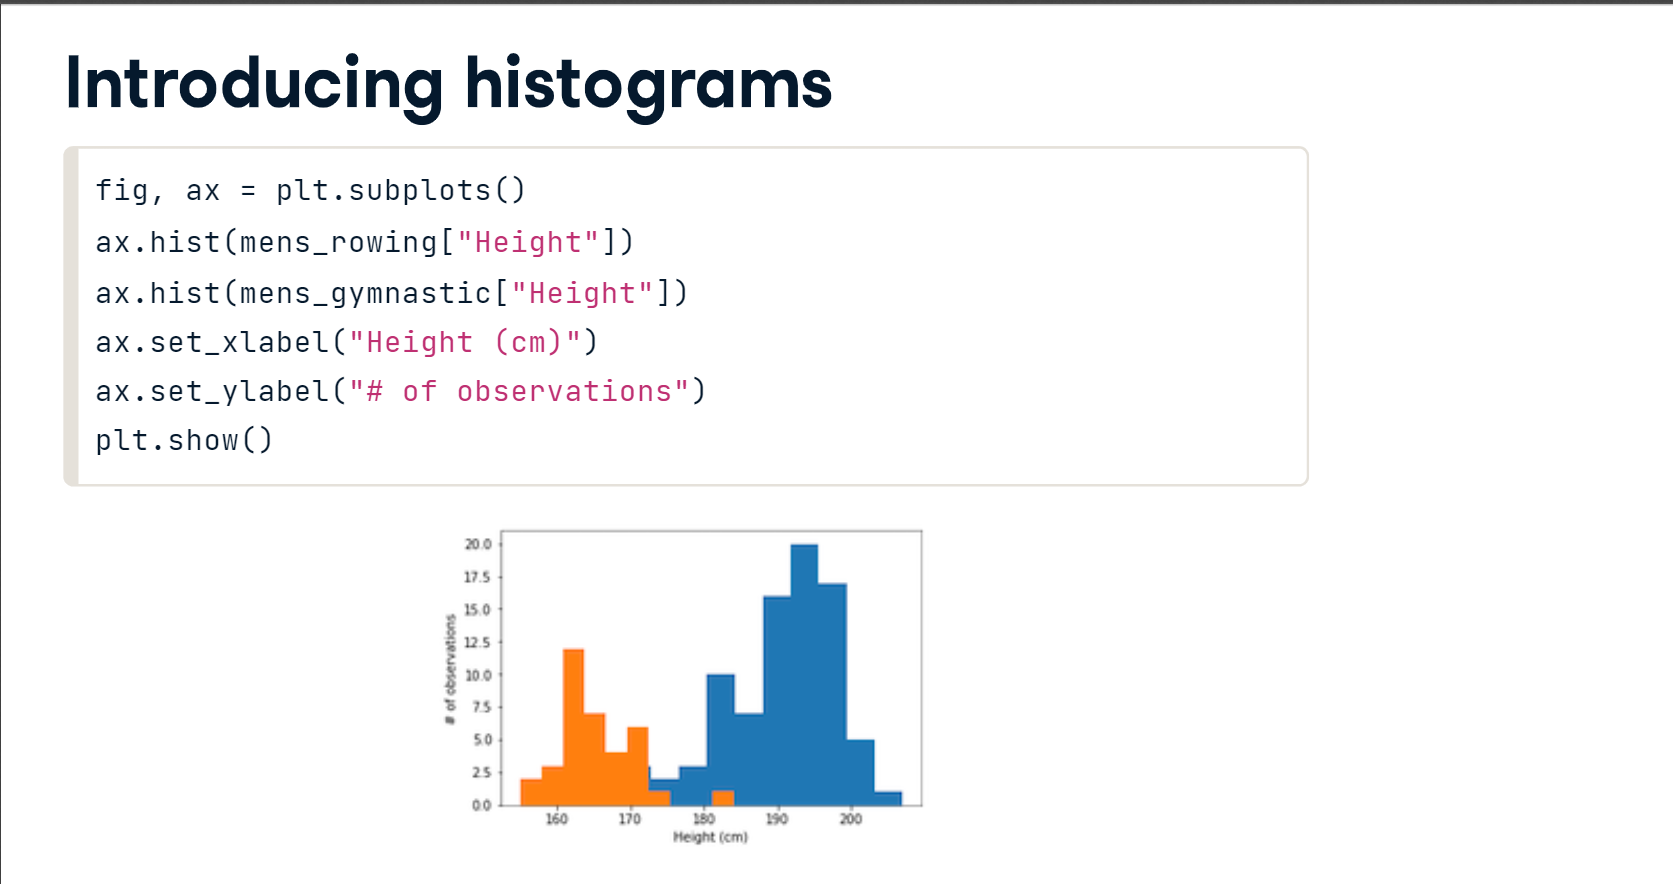 Introducing histograms
fig, ax = plt.subplots()
ax.hist(mens_rowing["Height"])
ax.hist(mens_gymnastic["Height"])
ax.set_xlabel("Height (cm)")
ax.set_ylabel("# of observations")
plt.show()
20.0
17.5
15.0
12.5
10.0
7.5
5.0
2.5
0.0
# of observations
160 170 180 190 200
Height (cm)